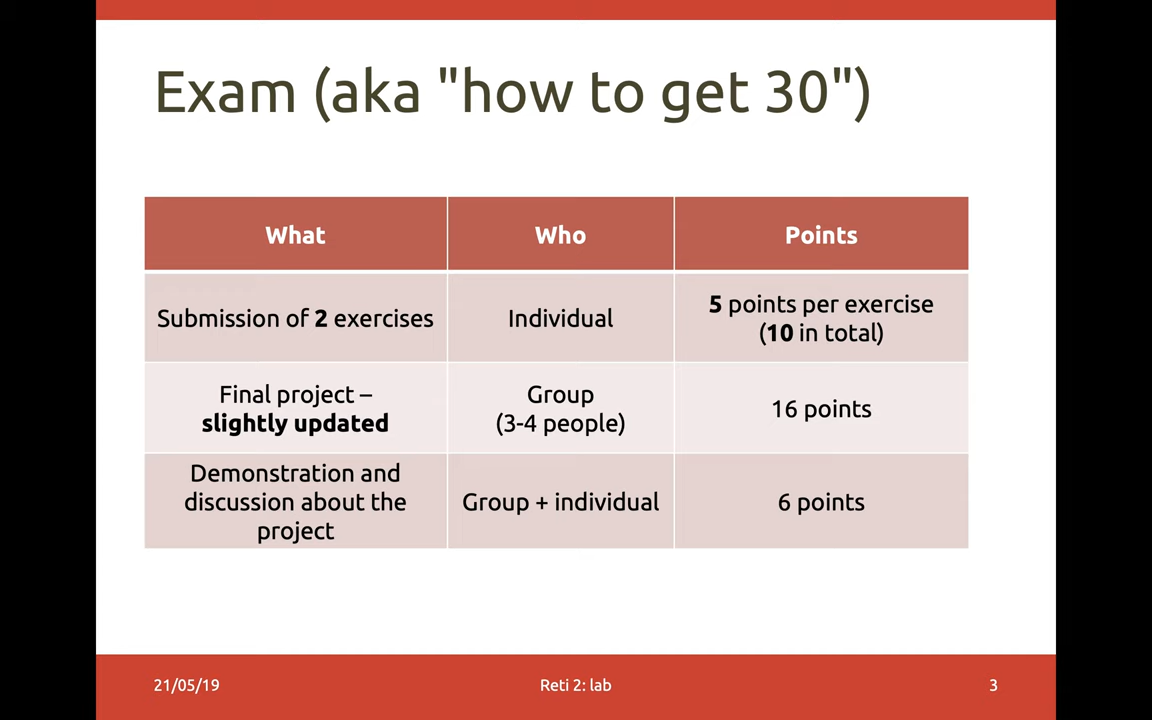 Exam (aka "how to get 30")
What
Who
Points
Submission of 2 exercises
Individual
5 points per exercise
(10 in total)
Final project –
slightly updated
Group
(3-4 people)
16 points
Demonstration and
discussion about the
project
Group + individual
6 points
21/05/19
Reti 2: lab
3